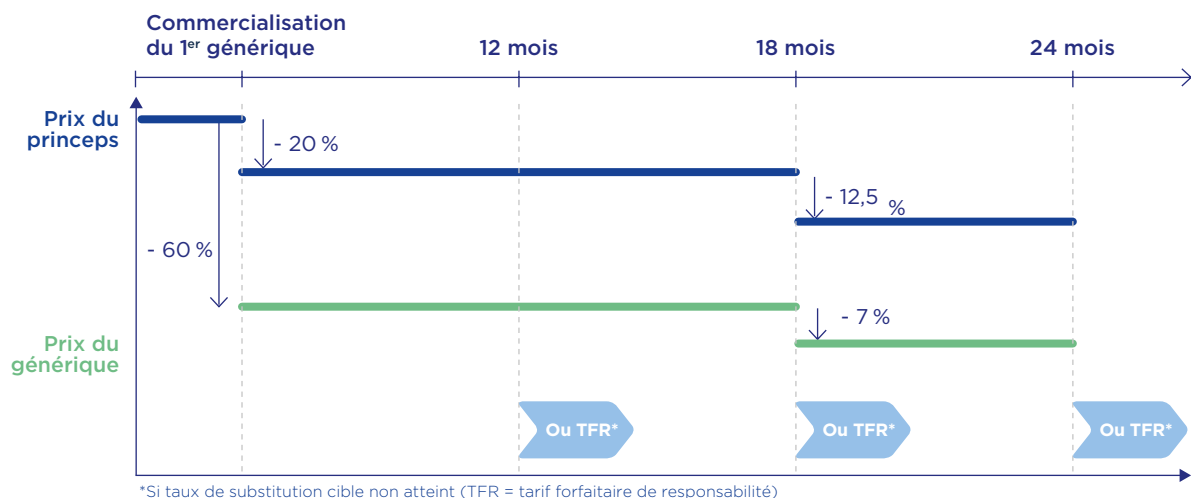 Commercialisation
du 1er générique
12 mois
18 mois
24 mois
Prix du
princeps
- 20 %
- 12,5 %
- 60 %
- 7 %
Prix du
générique
Ou TFR*
Ou TFR*
Ou TFR*
*Si taux de substitution cible non atteint (TFR = tarif forfaitaire de responsabilité)